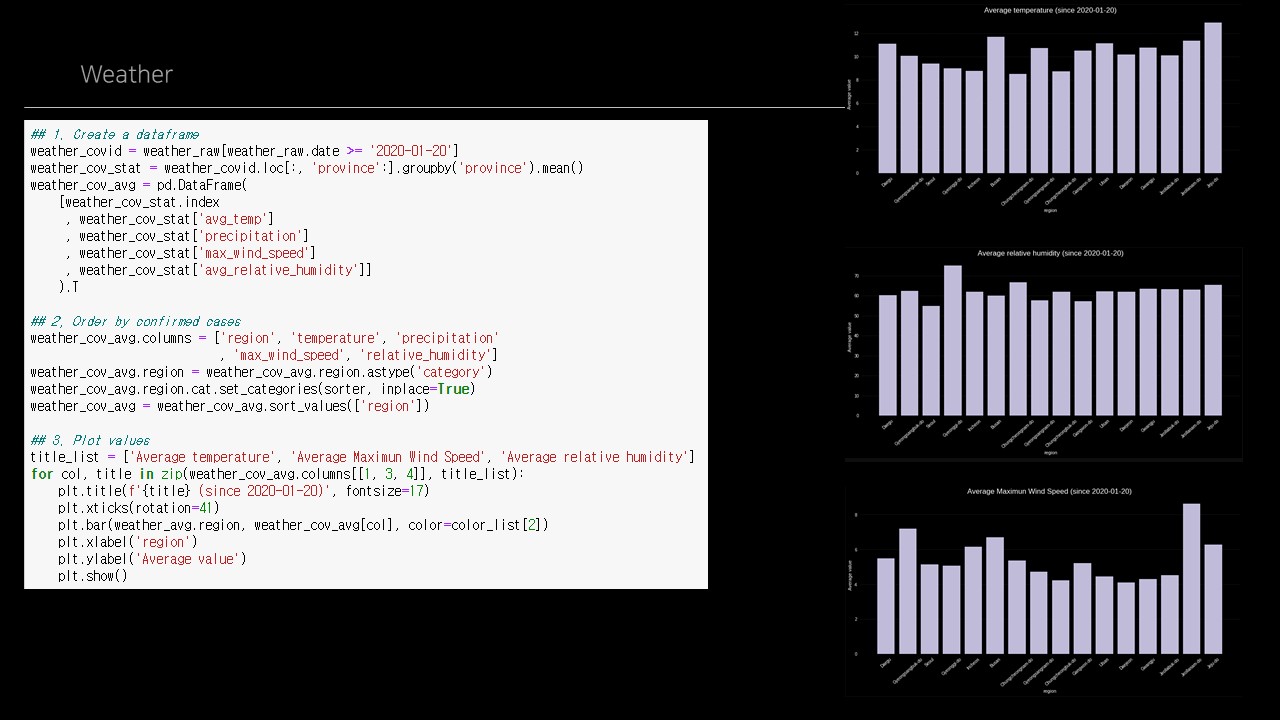 Weather
## 1. Create a dataframe
weather_covid = weather_raw[weather_raw.date >= '2020-01-20']
weather_cov_stat = weather_covid.loc[:, 'province':].groupby('province').mean()
weather_cov_avg = pd.DataFrame(
[weather_cov_stat.index
, weather_cov_stat['avg_temp']
, weather_cov_stat['precipitation']
, weather_cov_stat['max_wind_speed']
, weather_cov_stat['avg_relative_humidity']]
).T
## 2. Order by confirmed cases
weather_cov_avg.columns = ['region', 'temperature', 'precipitation'
, 'max_wind_speed', 'relative_humidity']
weather_cov_avg.region = weather_cov_avg.region.astype('category')
weather_cov_avg.region.cat.set_categories(sorter, inplace=True)
weather_cov_avg = weather_cov_avg.sort_values(['region'])
## 3. Plot values
title_list = ['Average temperature', 'Average Maximun Wind Speed', 'Average relative humidity']
for col, title in zip(weather_cov_avg.columns[[1, 3, 4]], title_list):
plt.title(f'{title} (since 2020-01-20)', fontsize=17)
plt.xticks(rotation=41)
plt.bar(weather_avg.region, weather_cov_avg[col], color=color_list[2])
plt.xlabel('region')
plt.ylabel('Average value')
plt.show()
Average temperature (since 2020-01-20)
Average value
12
10
8
6
4
2
0
Daegu Gyeongsangbuk-do Seoul Gyeonggi-do Incheon Busan Chungcheongnam-do Gyeongsangnam-do Chungcheongbuk-do Gangwon-do Ulsan Daejeon Gwangju Jeollabuk-do Jeollanam-do Jeju-do
region
Average relative humidity (since 2020-01-20)
Average value
70
60
50
40
30
20
10
0
Daegu Gyeongsangbuk-do Seoul Gyeonggi-do Incheon Busan Chungcheongnam-do Gyeongsangnam-do Chungcheongbuk-do Gangwon-do Ulsan Daejeon Gwangju Jeollabuk-do Jeollanam-do Jeju-do
region
Average Maximun Wind Speed (since 2020-01-20)
Average value
8
6
4
2
0
Daegu Gyeongsangbuk-do Seoul Gyeonggi-do Incheon Busan Chungcheongnam-do Gyeongsangnam-do Chungcheongbuk-do Gangwon-do Ulsan Daejeon Gwangju Jeollabuk-do Jeollanam-do Jeju-do
region